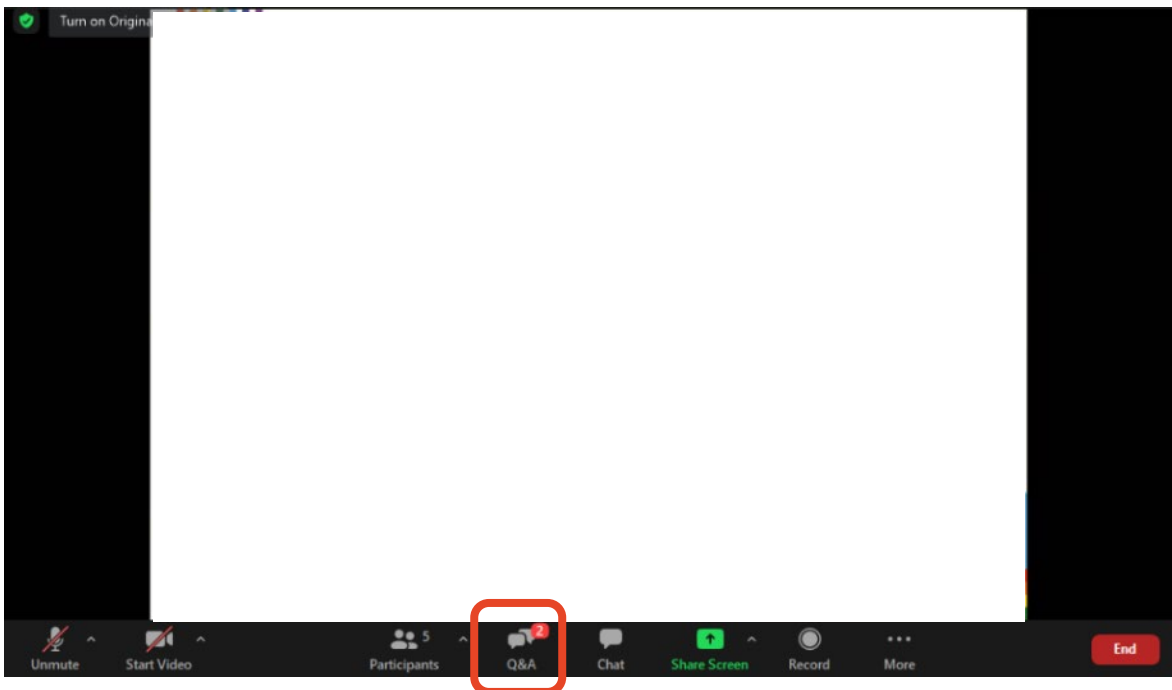 Turn on Origina
5
2
Unmute
Start Video
Participants
Q&A
Chat
Share Screen
Record
More
End